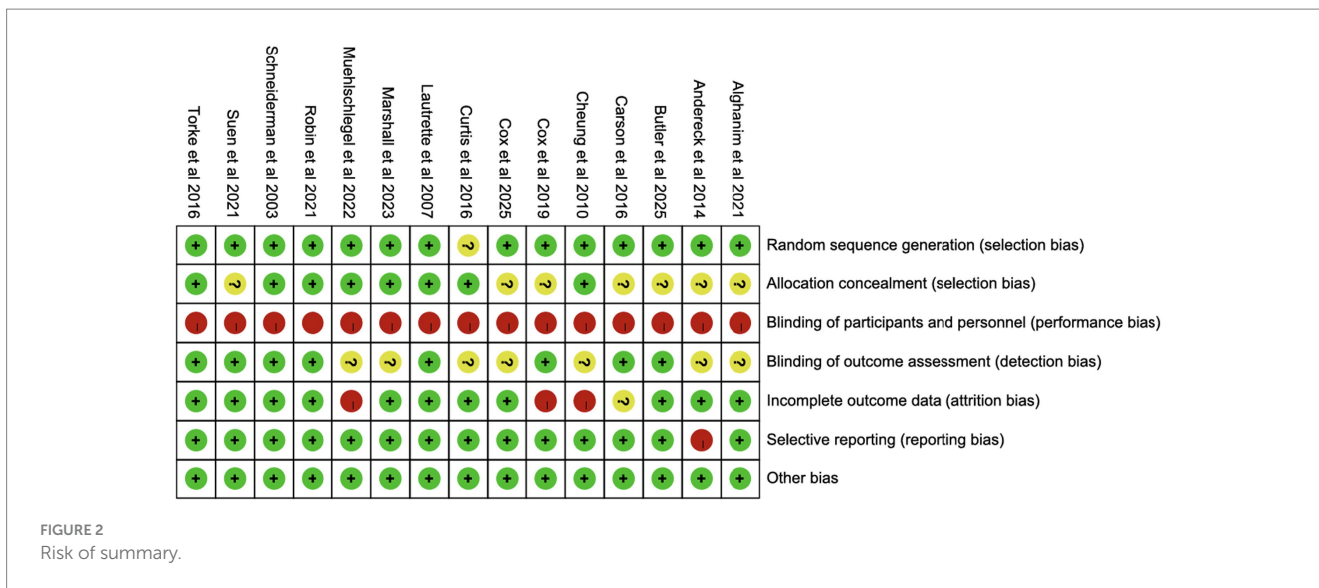 Torke et al 2016
Suen et al 2021
Schneiderman et al 2003
Robin et al 2021
Muehlschlegel et al 2022
Marshall et al 2023
Lautrette et al 2007
Curtis et al 2016
Cox et al 2025
Cox et al 2019
Cheung et al 2010
Carson et al 2016
Butler et al 2025
Andereck et al 2014
Alghanim et al 2021
+ + + + + + + ? + + + + + + + Random sequence generation (selection bias)
+ ? + + + + + + ? ? + ? ? ? ? Allocation concealment (selection bias)
– – – – – – – – – – – – – – Blinding of participants and personnel (performance bias)
+ + + + ? ? + ? ? + ? + + ? ? Blinding of outcome assessment (detection bias)
+ + + + – + + + + – – ? + + + Incomplete outcome data (attrition bias)
+ + + + + + + + + + + + + – + Selective reporting (reporting bias)
+ + + + + + + + + + + + + + + Other bias
FIGURE 2
Risk of summary.